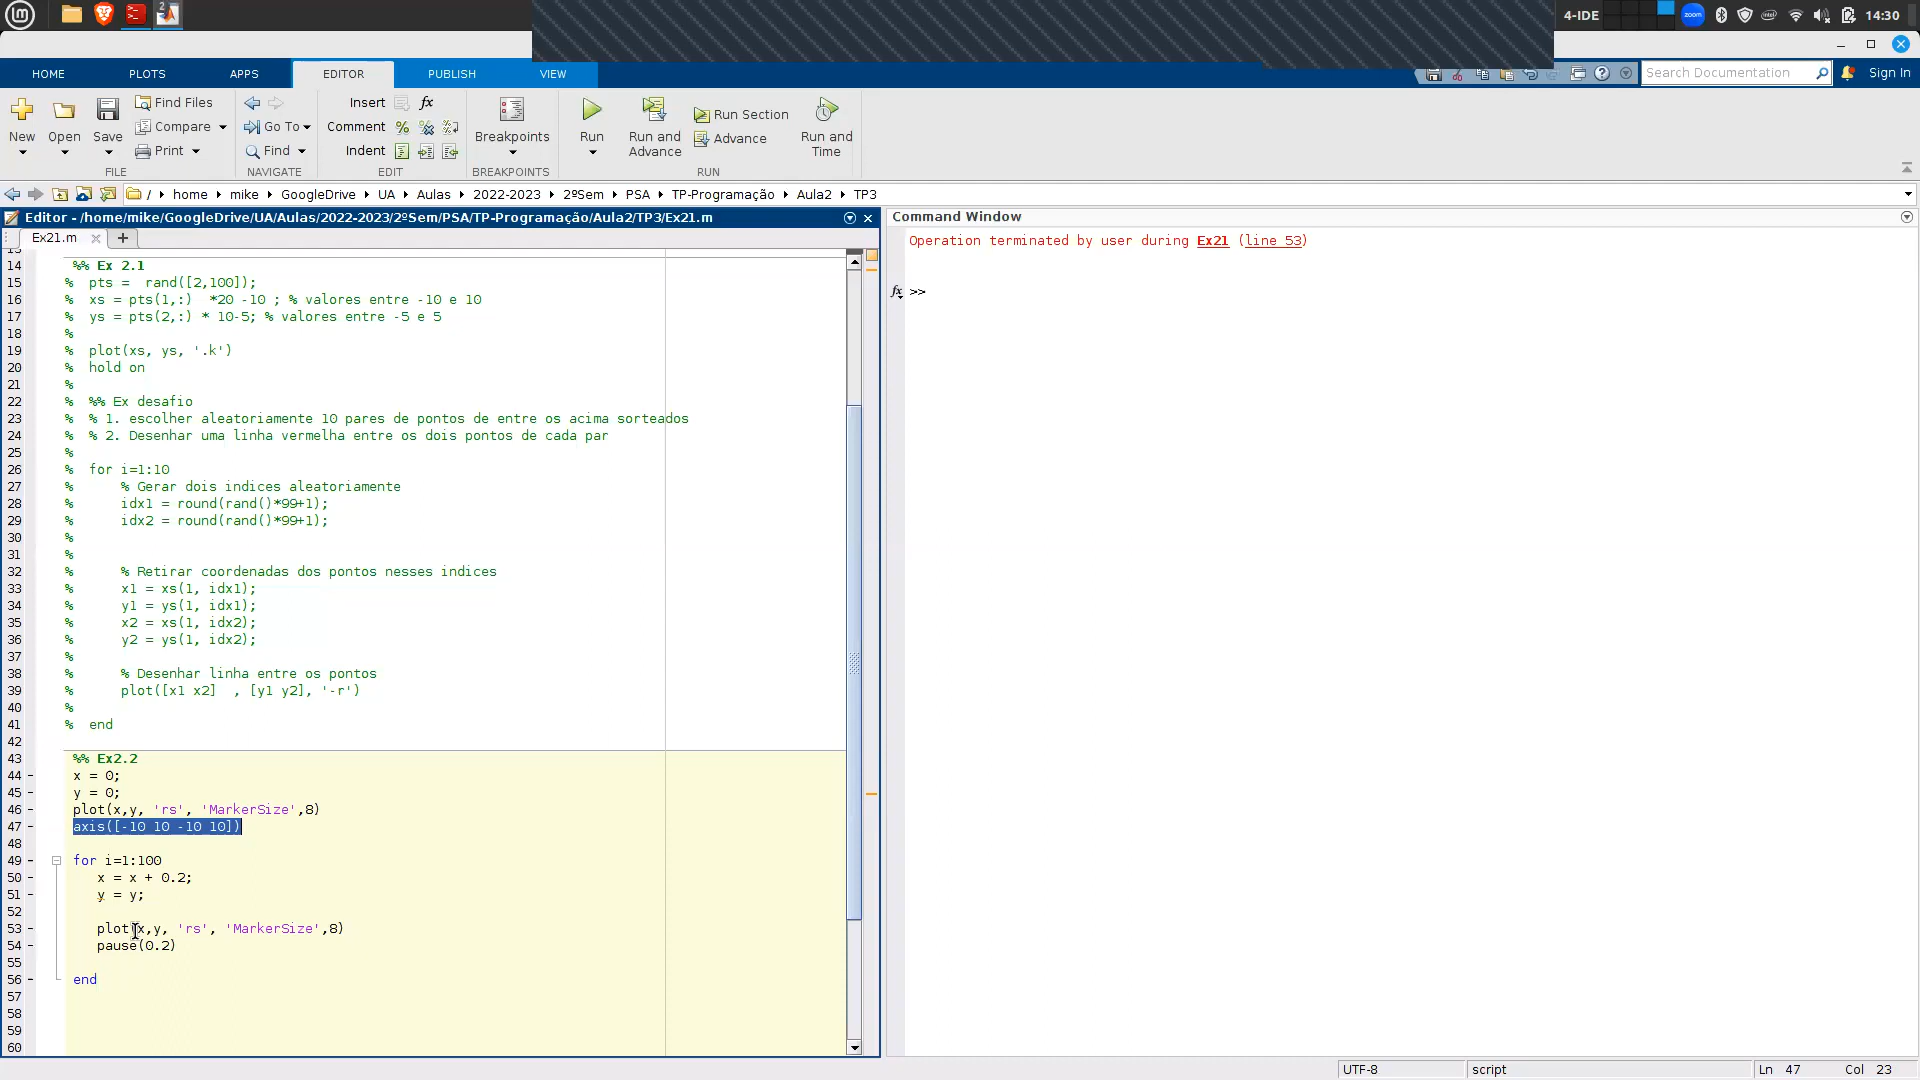 4-IDE
zoom
14:30
HOME
PLOTS
APPS
EDITOR
PUBLISH
VIEW
Search Documentation
Sign In
New
Open
Save
Find Files
Compare
Print
FILE
Go To
Find
NAVIGATE
Insert
fx
Comment
Indent
EDIT
Breakpoints
BREAKPOINTS
Run
Run and
Advance
Run Section
Advance
Run and
Time
RUN
/ home mike GoogleDrive UA Aulas 2022-2023 2ºSem PSA TP-Programação Aula2 TP3
Editor - /home/mike/GoogleDrive/UA/Aulas/2022-2023/2ºSem/PSA/TP-Programação/Aula2/TP3/Ex21.m
Ex21.m
14 %% Ex 2.1
15 % pts =  rand([2,100]);
16 % xs = pts(1,:)  *20 -10 ; % valores entre -10 e 10
17 % ys = pts(2,:) * 10-5; % valores entre -5 e 5
18 %
19 % plot(xs, ys, '.k')
20 % hold on
21 %
22 % %% Ex desafio
23 % % 1. escolher aleatoriamente 10 pares de pontos de entre os acima sorteados
24 % % 2. Desenhar uma linha vermelha entre os dois pontos de cada par
25 %
26 % for i=1:10
27 %     % Gerar dois indices aleatoriamente
28 %     idx1 = round(rand()*99+1);
29 %     idx2 = round(rand()*99+1);
30 %
31 %
32 %     % Retirar coordenadas dos pontos nesses indices
33 %     x1 = xs(1, idx1);
34 %     y1 = ys(1, idx1);
35 %     x2 = xs(1, idx2);
36 %     y2 = ys(1, idx2);
37 %
38 %     % Desenhar linha entre os pontos
39 %     plot([x1 x2]  , [y1 y2], '-r')
40 %
41 % end
42
43 %% Ex2.2
44 - x = 0;
45 - y = 0;
46 - plot(x,y, 'rs', 'MarkerSize',8)
47 - axis([-10 10 -10 10])
48
49 - for i=1:100
50 - x = x + 0.2;
51 - y = y;
52
53 - plot(x,y, 'rs', 'MarkerSize',8)
54 - pause(0.2)
55
56 - end
57
58
59
60
Command Window
Operation terminated by user during Ex21 (line 53)
fx >>
UTF-8
script
Ln 47
Col 23